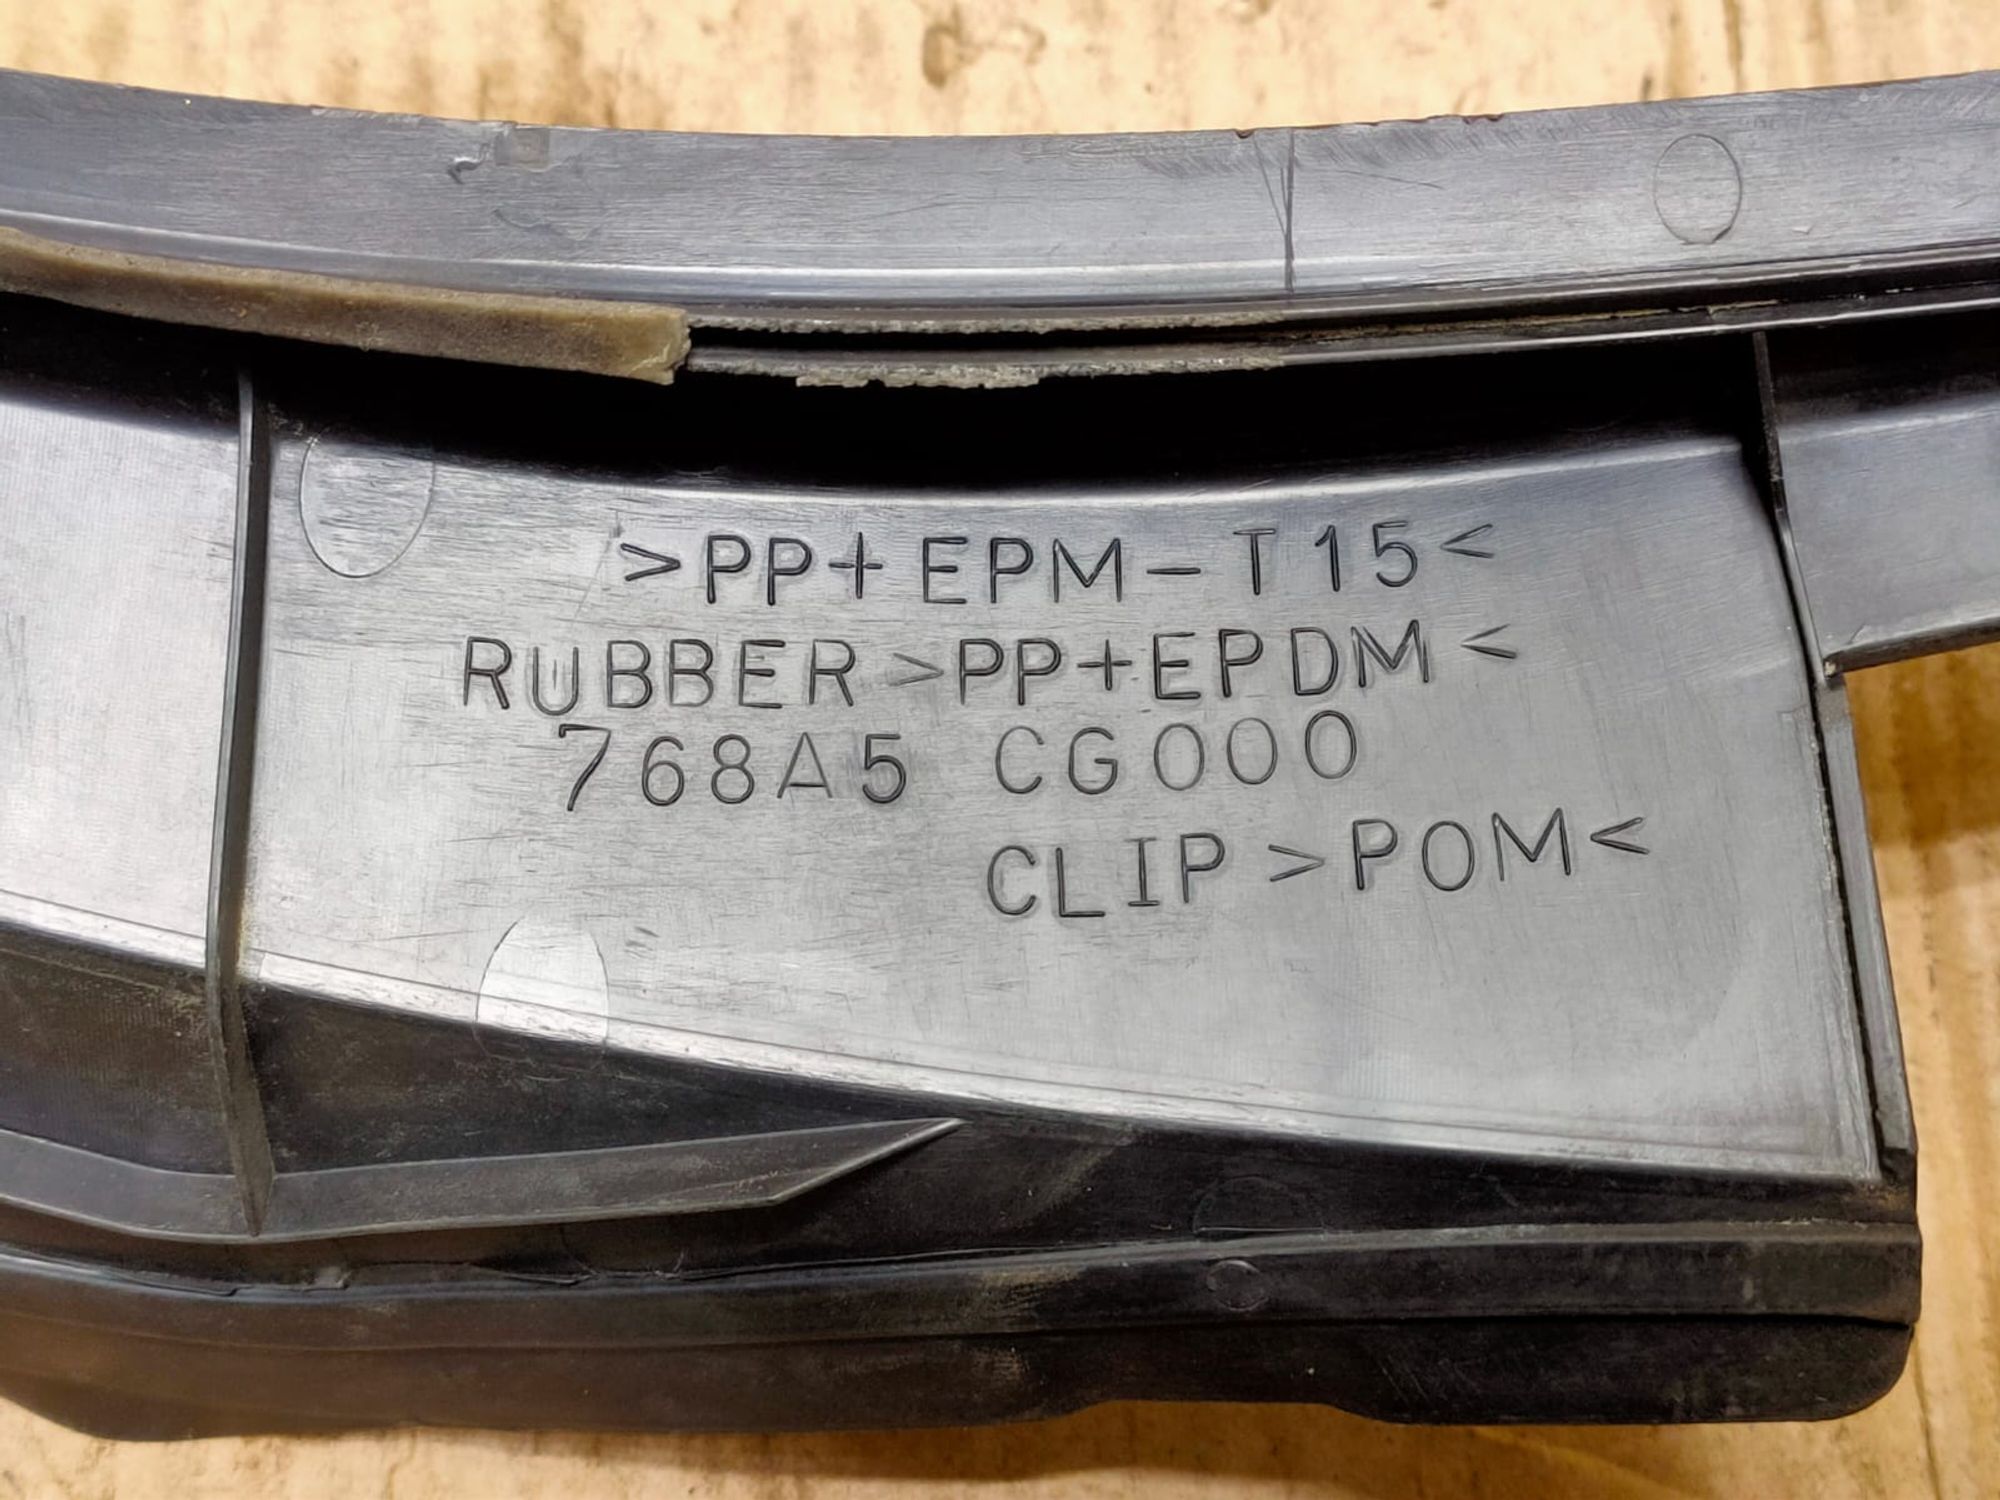 >PP+EPM-T15<
RUBBER>PP+EPDM<
768A5 CG000
CLIP>POM<